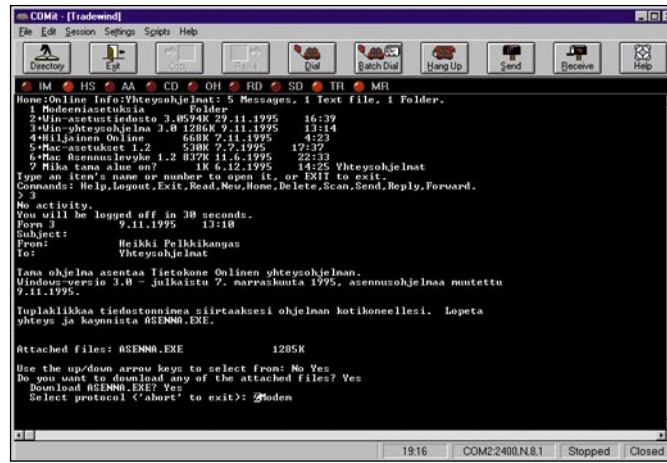 COMit - [Tradewind]
File Edit Session Settings Scripts Help
Directory Exit Copy Paste Dial Batch Dial Hang Up Send Receive Help
IM HS AA CD OH RD SD TR MR
Home:Online Info:Yhteysohjelmat: 5 Messages, 1 Text file, 1 Folder.
1 Modeemiasetuksia Folder
2+Win-asetustiedosto 3.0594K 29.11.1995 16:39
3+Win-yhteysohjelma 3.0 1286K 9.11.1995 13:14
4+Hiljainen Online 668K 7.11.1995 4:23
5+Mac-asetukset 1.2 530K 7.7.1995 17:37
6+Mac Asennuslevyke 1.2 837K 11.6.1995 22:33
7 Mika tama alue on? 1K 6.12.1995 14:25 Yhteysohjelmat
Type an item's name or number to open it, or EXIT to exit.
Commands: Help,Logout,Exit,Read,New,Home,Delete,Scan,Send,Reply,Forward.
> 3
No activity.
You will be logged off in 30 seconds.
Form 3 9.11.1995 13:10
Subject:
From: Heikki Pelkkikangas
To: Yhteysohjelmat
Tama ohjelma asentaa Tietokone Onlinen yhteysohjelman.
Windows-versio 3.0 - julkaistu 7. marraskuuta 1995, asennusohjelmaa muutettu
9.11.1995.
Tuplaklikkaa tiedostonnimea siirtaaksesi ohjelman kotikoneellesi. Lopeta
yhteys ja kaynnista ASENNA.EXE.
Attached files: ASENNA.EXE 1285K
Use the up/down arrow keys to select from: No Yes
Do you want to download any of the attached files? Yes
Download ASENNA.EXE? Yes
Select protocol ('abort' to exit): ZModem
19:16 COM2:2400,N,8,1 Stopped Closed